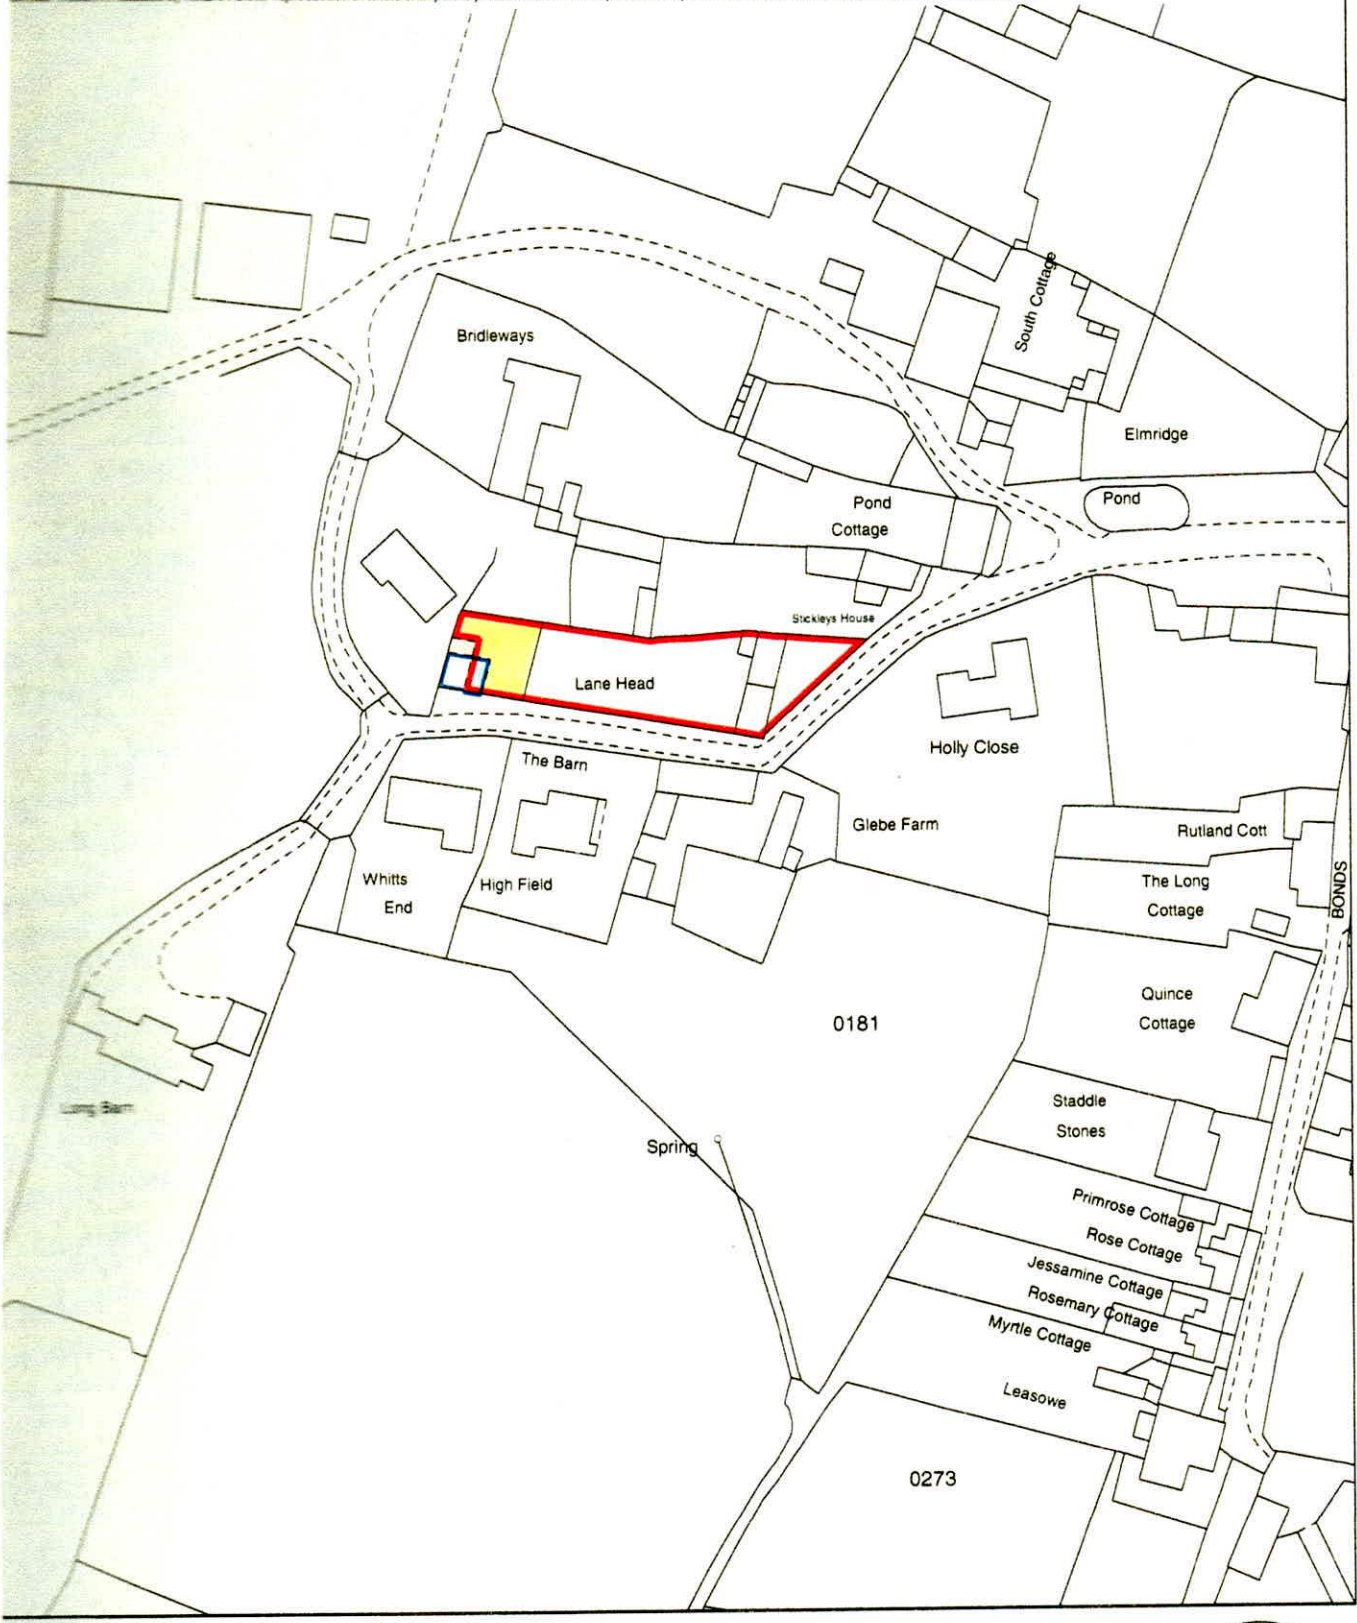 South Cottage
Bridleways
Elmridge
Pond
Pond
Cottage
Stickleys House
Lane Head
Holly Close
The Barn
Glebe Farm
Rutland Cott
Whitts
End
High Field
The Long
Cottage
BONDS
Quince
Cottage
0181
Long Barn
Staddle
Stones
Spring
Primrose Cottage
Rose Cottage
Jessamine Cottage
Rosemary Cottage
Myrtle Cottage
Leasowe
0273